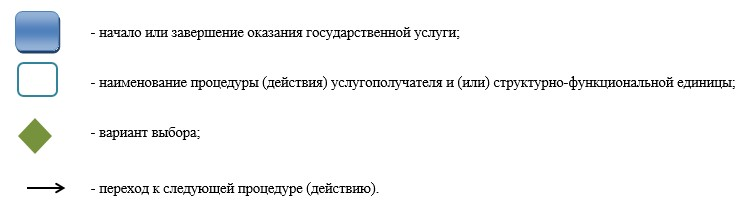 - начало или завершение оказания государственной услуги;
- наименование процедуры (действия) услугополучателя и (или) структурно-функциональной единицы;
- вариант выбора;
- переход к следующей процедуре (действию).